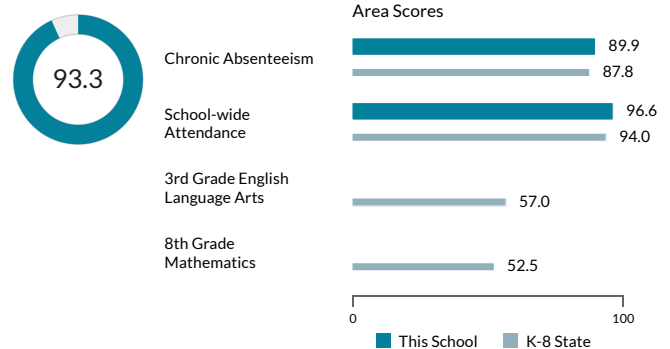 Area Scores
93.3
Chronic Absenteeism
89.9
87.8
School-wide
Attendance
96.6
94.0
3rd Grade English
Language Arts
57.0
8th Grade
Mathematics
52.5
0
100
This School
K-8 State